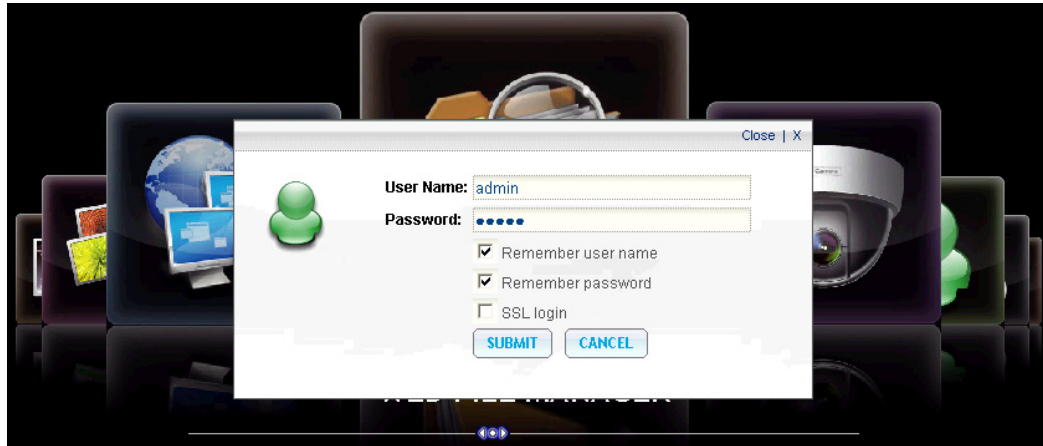 Close | X
User Name: admin
Password: •••••
Remember user name
Remember password
SSL login
SUBMIT CANCEL